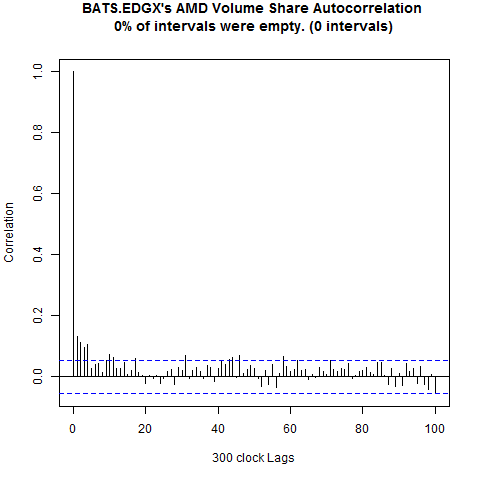 BATS.EDGX's AMD Volume Share Autocorrelation
0% of intervals were empty. (0 intervals)
1.0
0.8
0.6
0.4
0.2
0.0
Correlation
0 20 40 60 80 100
300 clock Lags